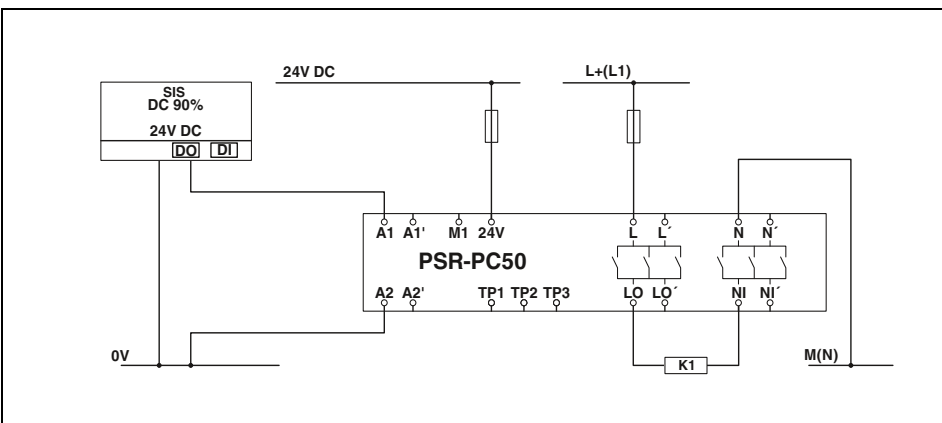 24V DC
L+(L1)
SIS
DC 90%
24V DC
DO DI
A1 A1' M1 24V L L´ N N´
PSR-PC50
A2 A2' TP1 TP2 TP3 LO LO´ NI NI´
0V
K1
M(N)